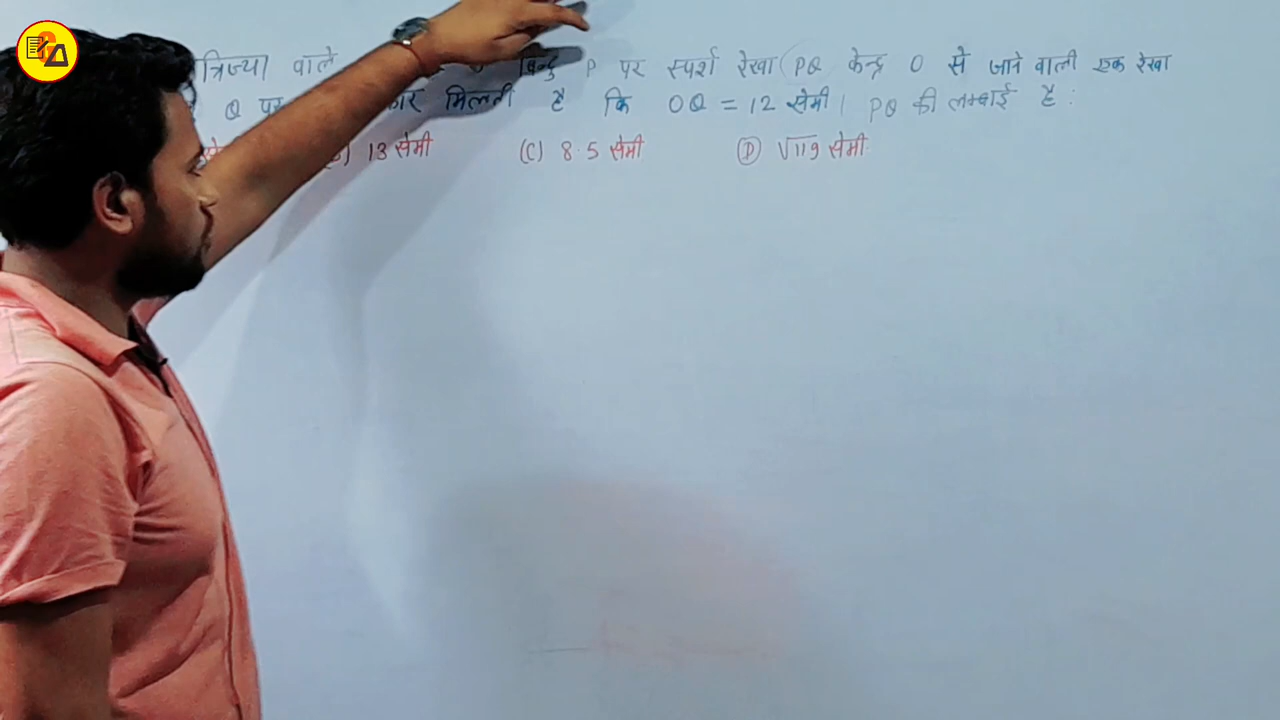 त्रिज्या वाले बिन्दु P पर स्पर्श रेखा PQ केन्द्र O से जाने वाली एक रेखा
Q पर मिलती है कि OQ = 12 सेमी। PQ की लम्बाई है :
13 सेमी (C) 8.5 सेमी (D) √119 सेमी